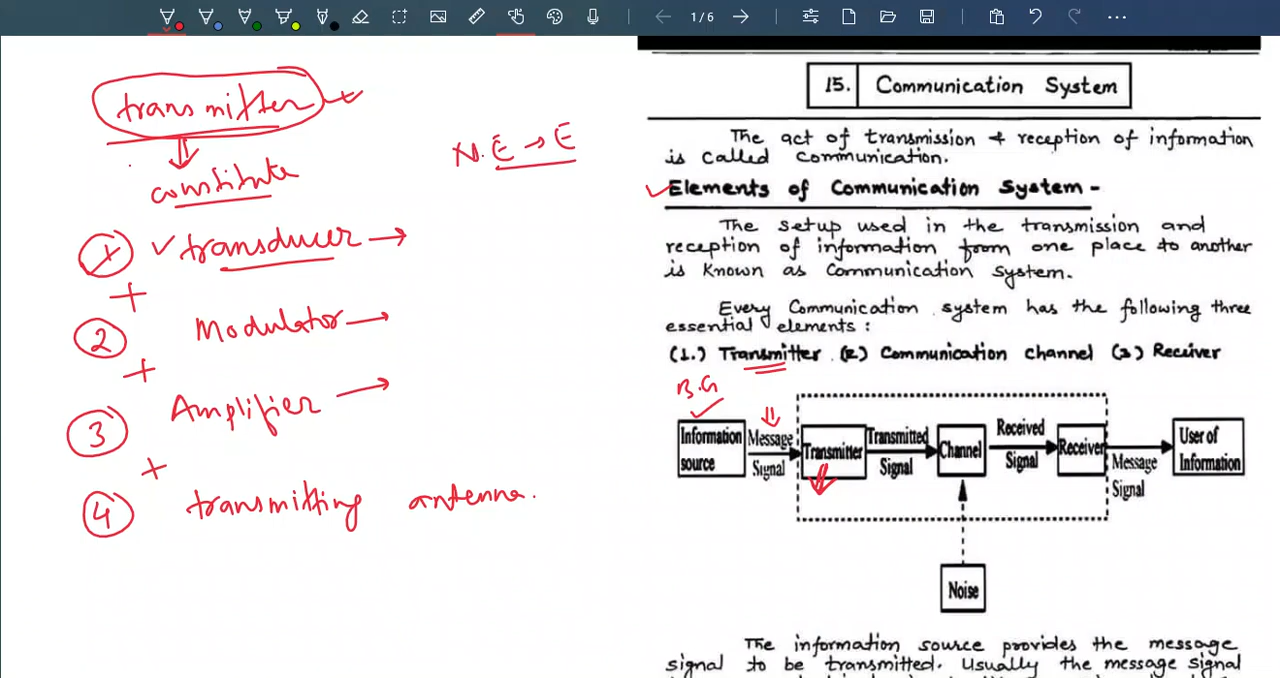 1/6
transmitter
N.E → E
constitute
1 ✓ transducer →
+
2 Modulator →
+
3 Amplifier →
+
4 transmitting antenna.
15. Communication System
The act of transmission & reception of information
is called Communication.
✓ Elements of Communication System -
The setup used in the transmission and
reception of information from one place to another
is Known as Communication System.
Every Communication system has the following three
essential elements :
(1.) Transmitter (2) Communication channel (3) Receiver
B.G
Information
source
Message
Signal
Transmitter
Transmitted
Signal
Channel
Received
Signal
Receiver
Message
Signal
User of
Information
Noise
The information source provides the message
signal to be transmitted. Usually the message signal